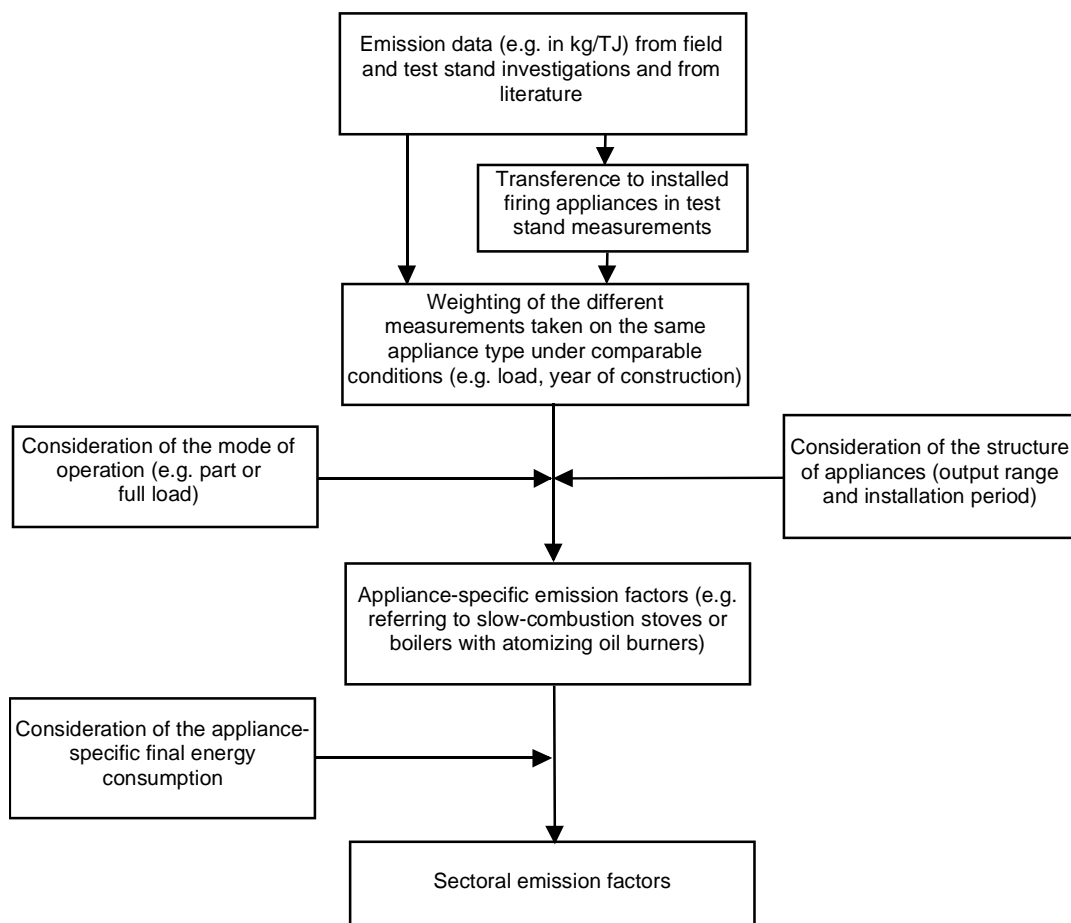 Emission data (e.g. in kg/TJ) from field
and test stand investigations and from
literature
Transference to installed
firing appliances in test
stand measurements
Weighting of the different
measurements taken on the same
appliance type under comparable
conditions (e.g. load, year of construction)
Consideration of the mode of
operation (e.g. part or
full load)
Consideration of the structure
of appliances (output range
and installation period)
Appliance-specific emission factors (e.g.
referring to slow-combustion stoves or
boilers with atomizing oil burners)
Consideration of the appliance-
specific final energy
consumption
Sectoral emission factors